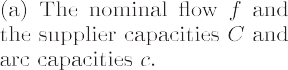 (a) The nominal flow f and
the supplier capacities C and
arc capacities c.